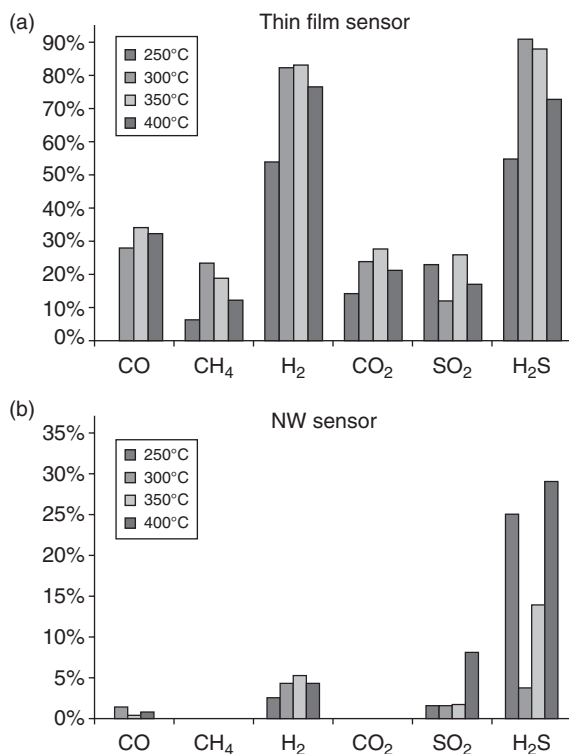 (a)
Thin film sensor
90%
80%
70%
60%
50%
40%
30%
20%
10%
0%
250°C
300°C
350°C
400°C
CO CH₄ H₂ CO₂ SO₂ H₂S
(b)
NW sensor
35%
30%
25%
20%
15%
10%
5%
0%
250°C
300°C
350°C
400°C
CO CH₄ H₂ CO₂ SO₂ H₂S